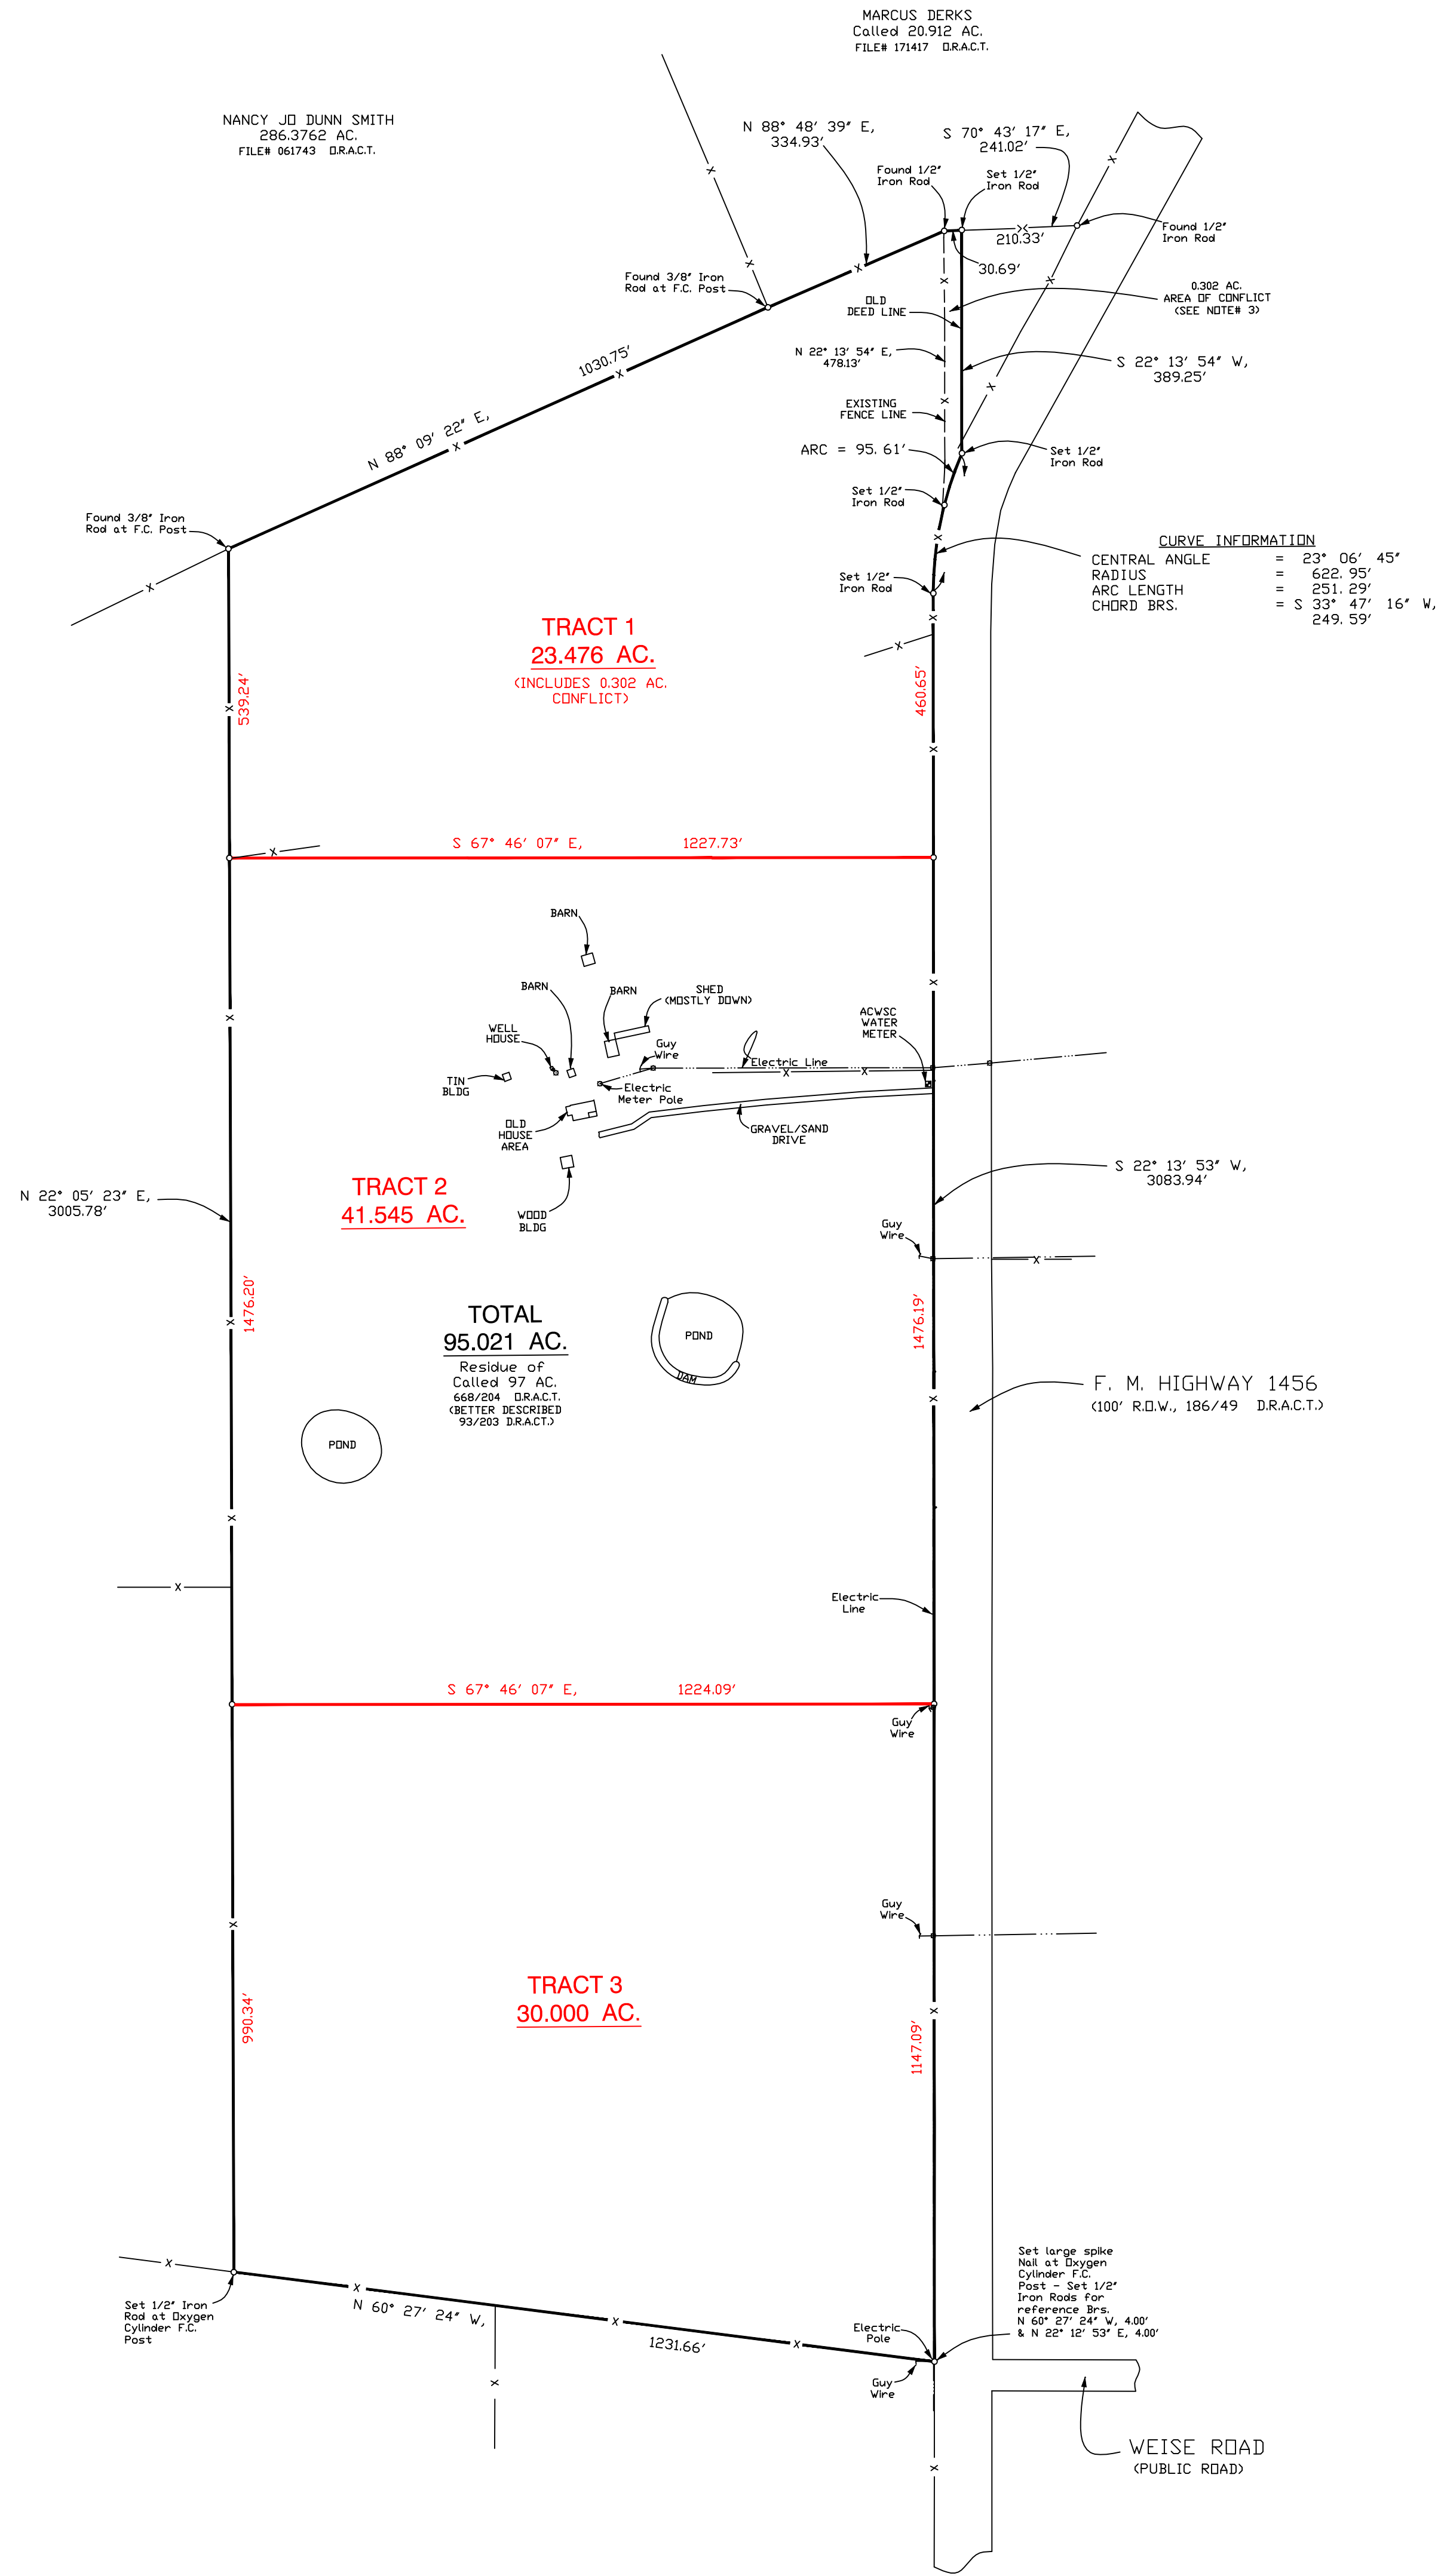 MARCUS DERKS
Called 20.912 AC.
FILE# 171417 O.R.A.C.T.
NANCY JO DUNN SMITH
286.3762 AC.
FILE# 061743 O.R.A.C.T.
N 88° 48' 39" E,
334.93'
S 70° 43' 17" E,
241.02'
Found 1/2"
Iron Rod
Set 1/2"
Iron Rod
Found 1/2"
Iron Rod
210.33'
30.69'
Found 3/8" Iron
Rod at F.C. Post
OLD
DEED LINE
0.302 AC.
AREA OF CONFLICT
(SEE NOTE# 3)
N 22° 13' 54" E,
478.13'
S 22° 13' 54" W,
389.25'
1030.75'
N 88° 09' 22" E,
EXISTING
FENCE LINE
ARC = 95.61'
Set 1/2"
Iron Rod
Set 1/2"
Iron Rod
Found 3/8" Iron
Rod at F.C. Post
CURVE INFORMATION
CENTRAL ANGLE = 23° 06' 45"
RADIUS = 622.95'
ARC LENGTH = 251.29'
CHORD BRS. = S 33° 47' 16" W,
249.59'
Set 1/2"
Iron Rod
TRACT 1
23.476 AC.
(INCLUDES 0.302 AC.
CONFLICT)
539.24'
460.65'
S 67° 46' 07" E, 1227.73'
BARN
BARN
BARN
SHED
(MOSTLY DOWN)
WELL
HOUSE
Guy
Wire
ACWSC
WATER
METER
Electric Line
TIN
BLDG
Electric
Meter Pole
OLD
HOUSE
AREA
GRAVEL/SAND
DRIVE
WOOD
BLDG
TRACT 2
41.545 AC.
N 22° 05' 23" E,
3005.78'
S 22° 13' 53" W,
3083.94'
Guy
Wire
1476.20'
1476.19'
TOTAL
95.021 AC.
Residue of
Called 97 AC.
668/204 O.R.A.C.T.
(BETTER DESCRIBED
93/203 D.R.A.CT.)
POND
DAM
POND
F. M. HIGHWAY 1456
(100' R.O.W., 186/49 D.R.A.C.T.)
Electric
Line
S 67° 46' 07" E, 1224.09'
Guy
Wire
Guy
Wire
TRACT 3
30.000 AC.
990.34'
1147.09'
Set 1/2" Iron
Rod at Oxygen
Cylinder F.C.
Post
N 60° 27' 24" W,
1231.66'
Set large spike
Nail at Oxygen
Cylinder F.C.
Post - Set 1/2"
Iron Rods for
reference Brs.
N 60° 27' 24" W, 4.00'
& N 22° 12' 53" E, 4.00'
Electric
Pole
Guy
Wire
WEISE ROAD
(PUBLIC ROAD)